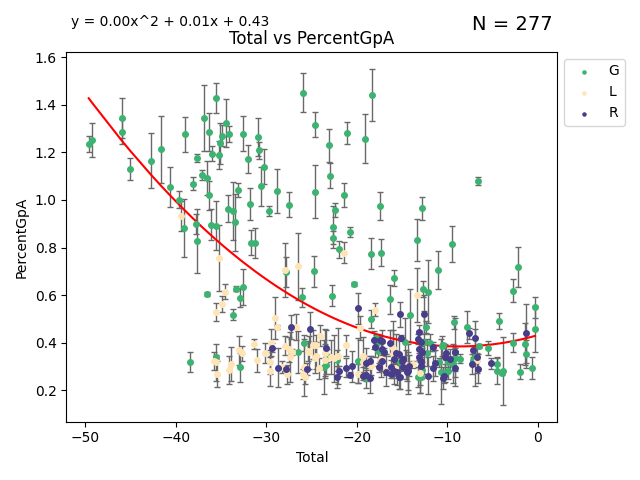 y = 0.00x^2 + 0.01x + 0.43
N = 277
Total vs PercentGpA
G
L
R
PercentGpA
1.6
1.4
1.2
1.0
0.8
0.6
0.4
0.2
−50
−40
−30
−20
−10
0
Total